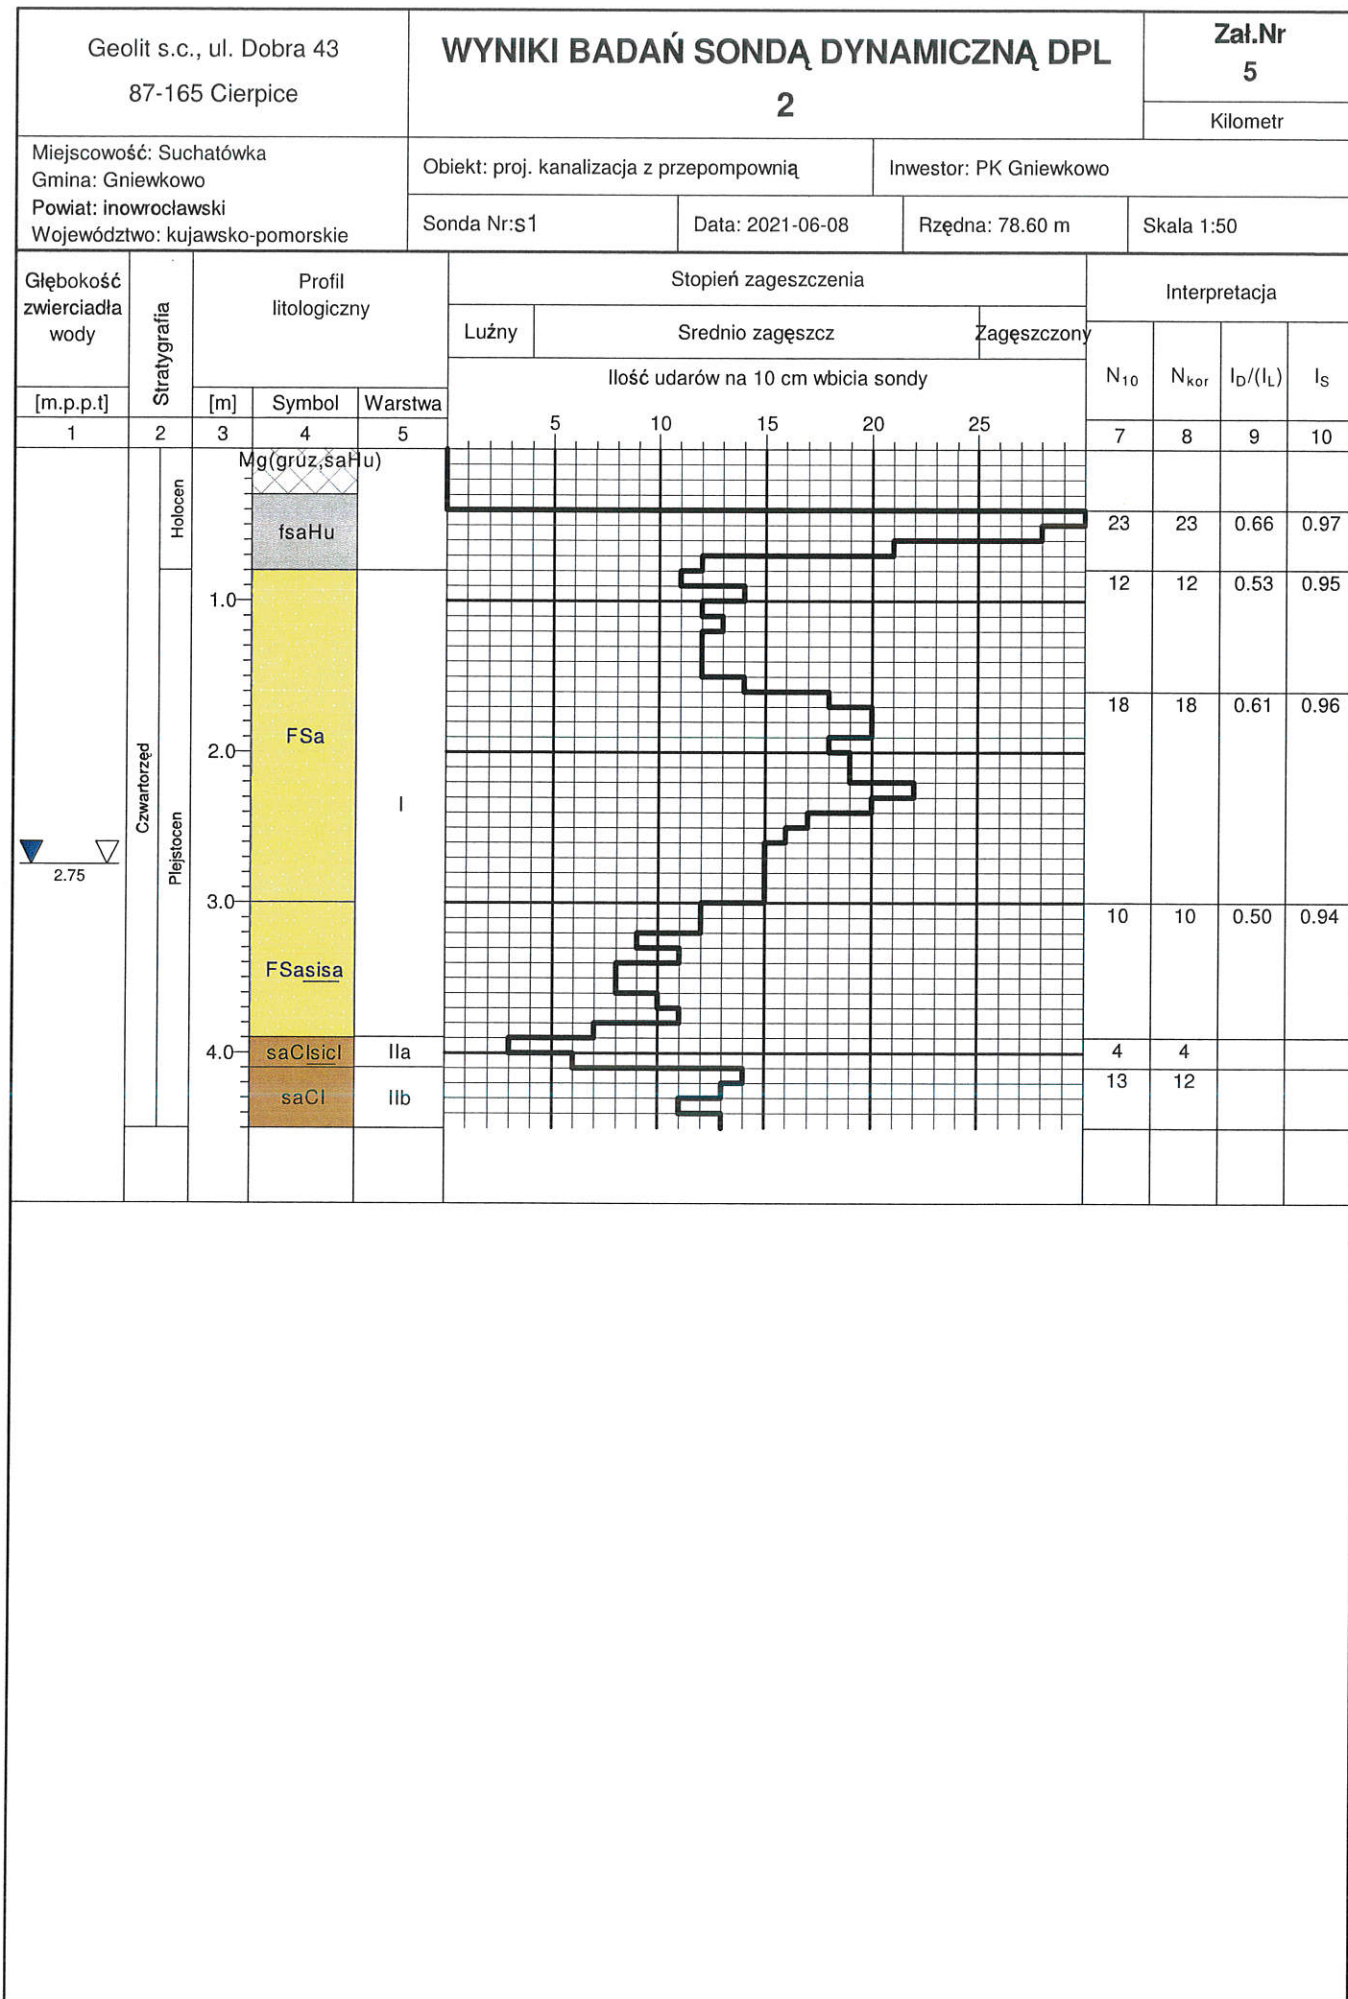 Geolit s.c., ul. Dobra 43
87-165 Cierpice
WYNIKI BADAŃ SONDĄ DYNAMICZNĄ DPL
2
Zał.Nr
5
Kilometr
Miejscowość: Suchatówka
Gmina: Gniewkowo
Powiat: inowrocławski
Województwo: kujawsko-pomorskie
Obiekt: proj. kanalizacja z przepompownią
Inwestor: PK Gniewkowo
Sonda Nr:s1
Data: 2021-06-08
Rzędna: 78.60 m
Skala 1:50
Głębokość
zwierciadła
wody
[m.p.p.t]
Stratygrafia
Profil
litologiczny
[m] Symbol Warstwa
Stopień zageszczenia
Luźny Srednio zagęszcz Zagęszczony
Ilość udarów na 10 cm wbicia sondy
5 10 15 20 25
Interpretacja
N10 Nkor ID/(IL) IS
1 2 3 4 5 7 8 9 10
Mg(gruz,saHu)
Holocen
fsaHu
23 23 0.66 0.97
12 12 0.53 0.95
1.0
18 18 0.61 0.96
FSa
2.0
Czwartorzęd
Plejstocen
I
2.75
3.0
10 10 0.50 0.94
FSasisa
4.0
saClsicl IIa
4 4
saCl IIb
13 12